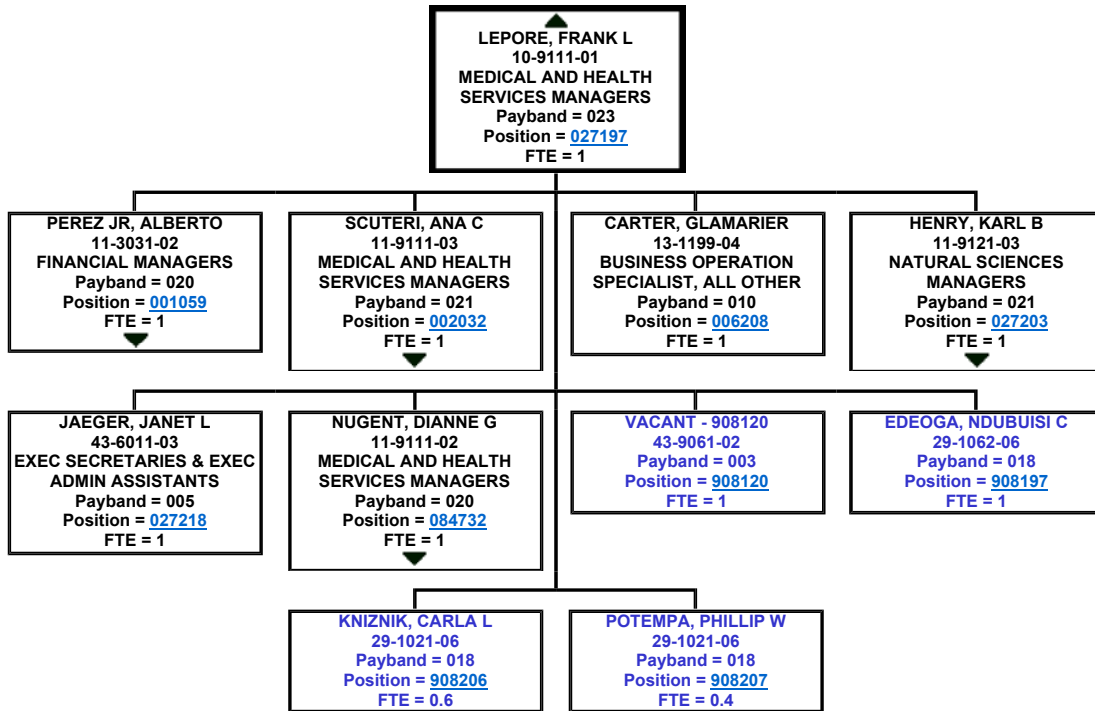 LEPORE, FRANK L
10-9111-01
MEDICAL AND HEALTH
SERVICES MANAGERS
Payband = 023
Position = 027197
FTE = 1
PEREZ JR, ALBERTO
11-3031-02
FINANCIAL MANAGERS
Payband = 020
Position = 001059
FTE = 1
SCUTERI, ANA C
11-9111-03
MEDICAL AND HEALTH
SERVICES MANAGERS
Payband = 021
Position = 002032
FTE = 1
CARTER, GLAMARIER
13-1199-04
BUSINESS OPERATION
SPECIALIST, ALL OTHER
Payband = 010
Position = 006208
FTE = 1
HENRY, KARL B
11-9121-03
NATURAL SCIENCES
MANAGERS
Payband = 021
Position = 027203
FTE = 1
JAEGER, JANET L
43-6011-03
EXEC SECRETARIES & EXEC
ADMIN ASSISTANTS
Payband = 005
Position = 027218
FTE = 1
NUGENT, DIANNE G
11-9111-02
MEDICAL AND HEALTH
SERVICES MANAGERS
Payband = 020
Position = 084732
FTE = 1
VACANT - 908120
43-9061-02
Payband = 003
Position = 908120
FTE = 1
EDEOGA, NDUBUISI C
29-1062-06
Payband = 018
Position = 908197
FTE = 1
KNIZNIK, CARLA L
29-1021-06
Payband = 018
Position = 908206
FTE = 0.6
POTEMPA, PHILLIP W
29-1021-06
Payband = 018
Position = 908207
FTE = 0.4